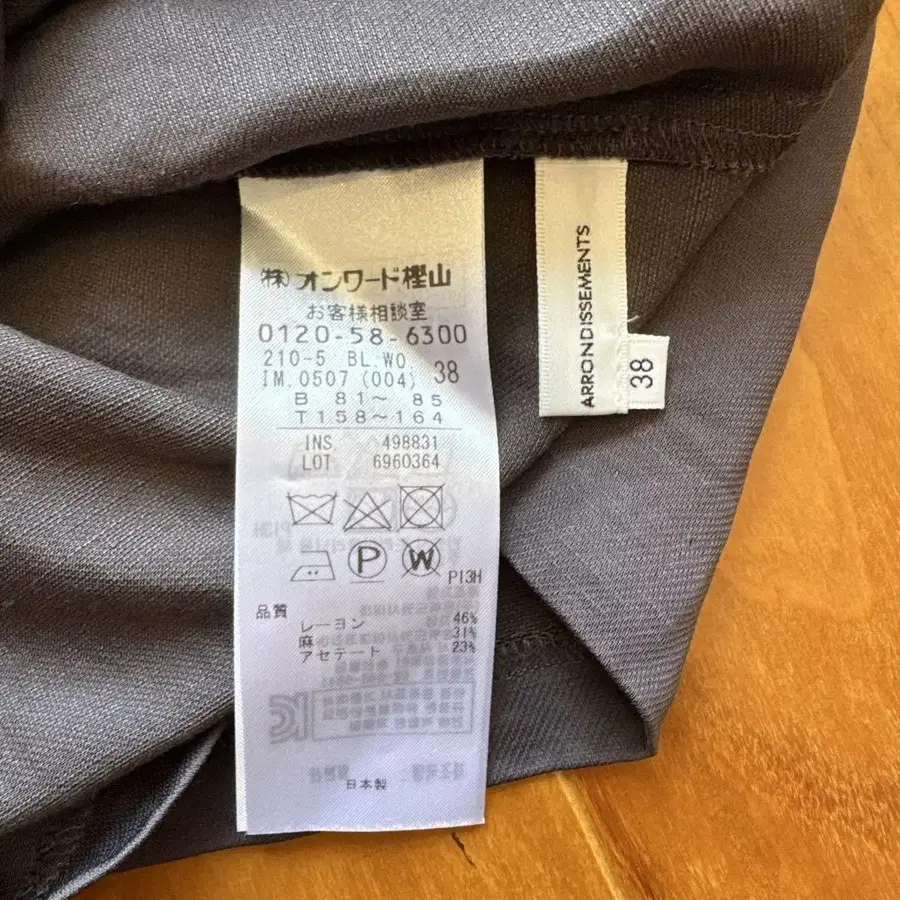 ㈱オンワード樫山
お客様相談室
0120-58-6300
210-5 BL.WO
IM.0507 (004) 38
B 81～ 85
T158～164
INS 498831
LOT 6960364
P W
P13H
品質
レーヨン 46%
麻 31%
アセテート 23%
日本製
ARRONDISSEMENTS
38